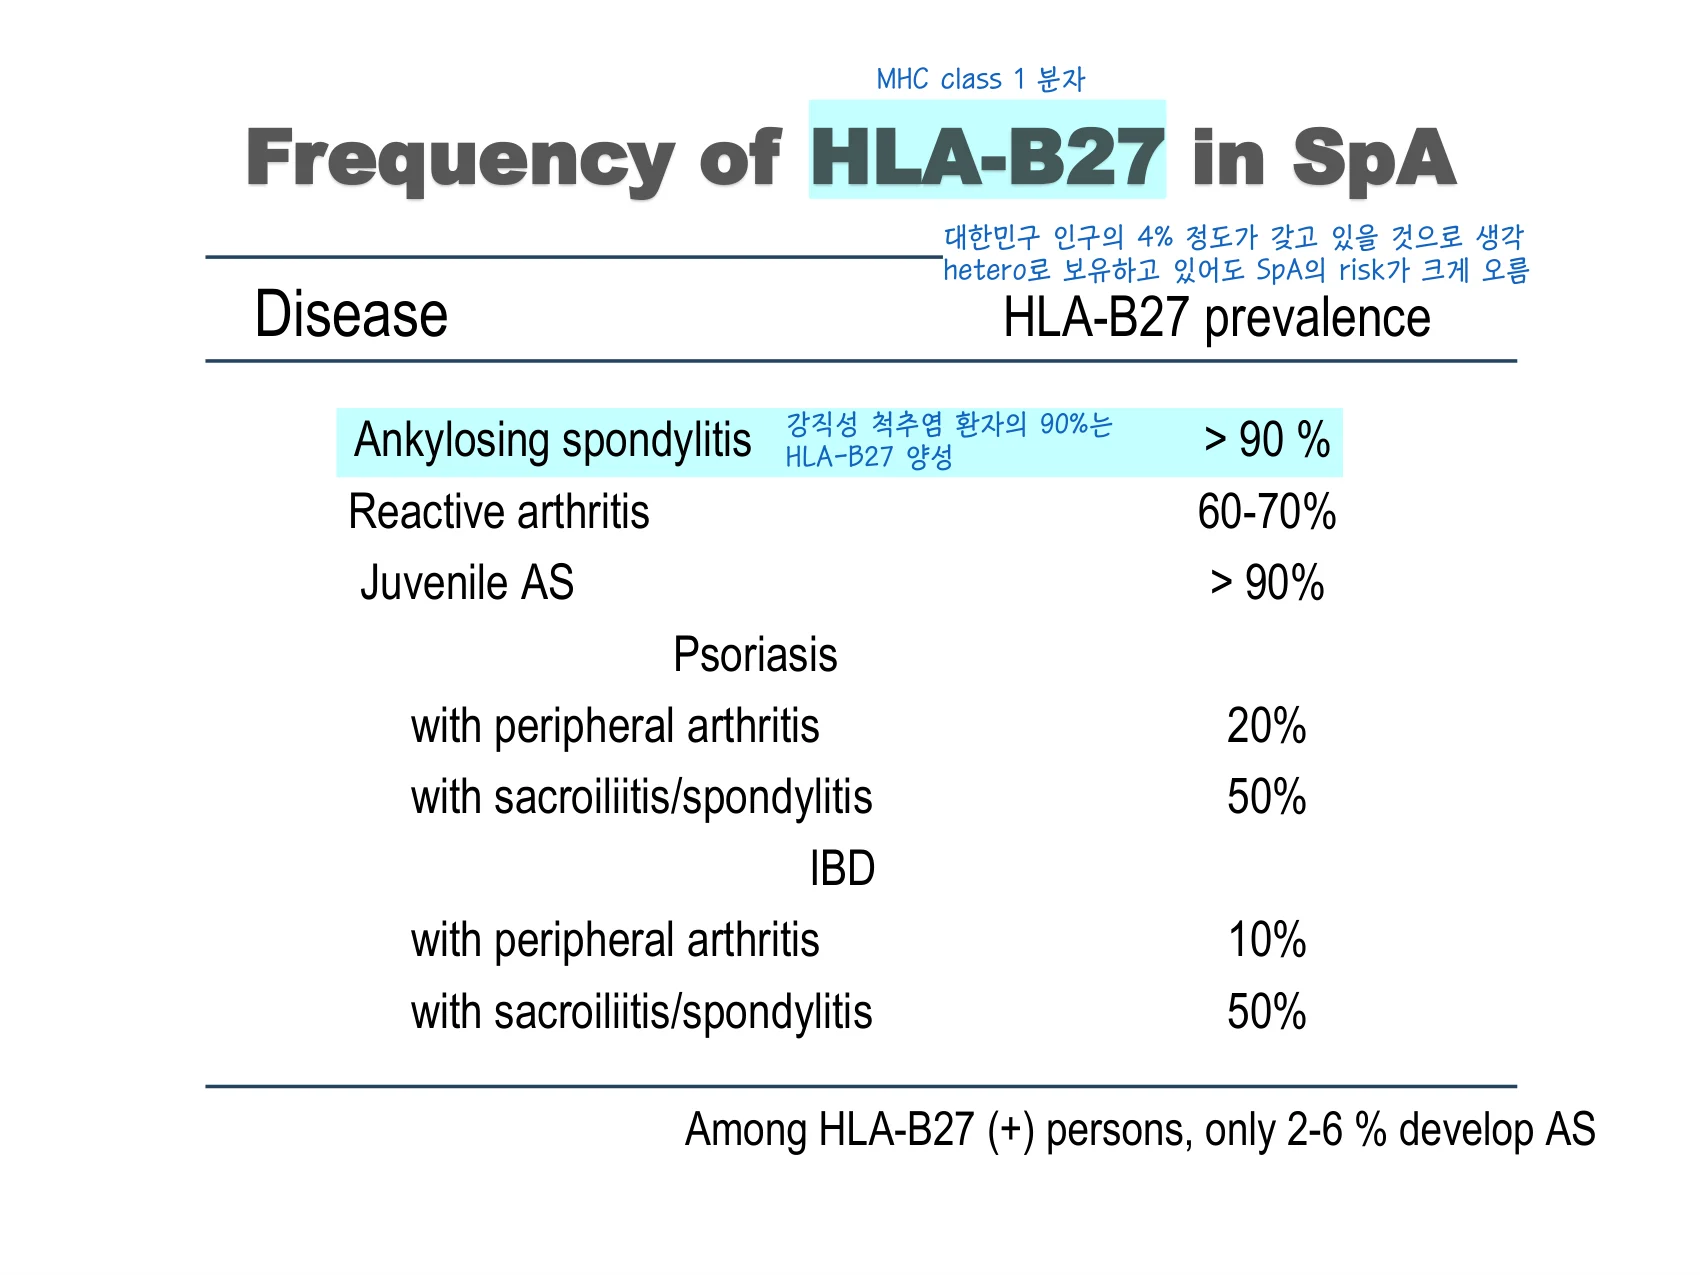 MHC class 1 분자
Frequency of HLA-B27 in SpA
대한민구 인구의 4% 정도가 갖고 있을 것으로 생각
hetero로 보유하고 있어도 SpA의 risk가 크게 오름
Disease HLA-B27 prevalence
Ankylosing spondylitis 강직성 척추염 환자의 90%는 > 90 %
HLA-B27 양성
Reactive arthritis 60-70%
Juvenile AS > 90%
Psoriasis
with peripheral arthritis 20%
with sacroiliitis/spondylitis 50%
IBD
with peripheral arthritis 10%
with sacroiliitis/spondylitis 50%
Among HLA-B27 (+) persons, only 2-6 % develop AS